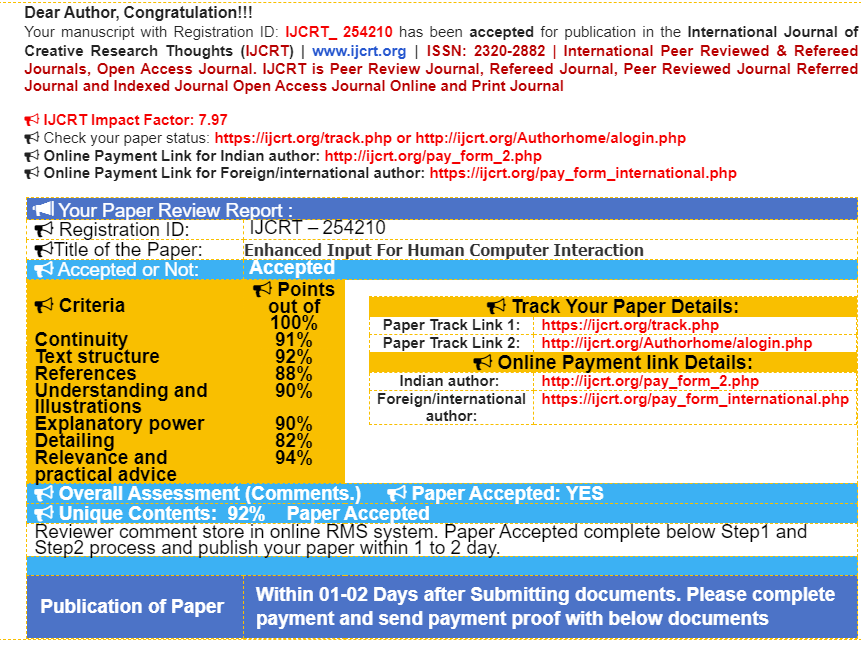 Dear Author, Congratulation!!!
Your manuscript with Registration ID: IJCRT_ 254210 has been accepted for publication in the International Journal of
Creative Research Thoughts (IJCRT) | www.ijcrt.org | ISSN: 2320-2882 | International Peer Reviewed & Refereed
Journals, Open Access Journal. IJCRT is Peer Review Journal, Refereed Journal, Peer Reviewed Journal Referred
Journal and Indexed Journal Open Access Journal Online and Print Journal
IJCRT Impact Factor: 7.97
Check your paper status: https://ijcrt.org/track.php or http://ijcrt.org/Authorhome/alogin.php
Online Payment Link for Indian author: http://ijcrt.org/pay_form_2.php
Online Payment Link for Foreign/international author: https://ijcrt.org/pay_form_international.php
Your Paper Review Report :
Registration ID: IJCRT – 254210
Title of the Paper: Enhanced Input For Human Computer Interaction
Accepted or Not: Accepted
Criteria Points
out of
100%
Continuity 91%
Text structure 92%
References 88%
Understanding and 90%
Illustrations
Explanatory power 90%
Detailing 82%
Relevance and 94%
practical advice
Track Your Paper Details:
Paper Track Link 1: https://ijcrt.org/track.php
Paper Track Link 2: http://ijcrt.org/Authorhome/alogin.php
Online Payment link Details:
Indian author: http://ijcrt.org/pay_form_2.php
Foreign/international https://ijcrt.org/pay_form_international.php
author:
Overall Assessment (Comments.) Paper Accepted: YES
Unique Contents: 92% Paper Accepted
Reviewer comment store in online RMS system. Paper Accepted complete below Step1 and
Step2 process and publish your paper within 1 to 2 day.
Publication of Paper
Within 01-02 Days after Submitting documents. Please complete
payment and send payment proof with below documents